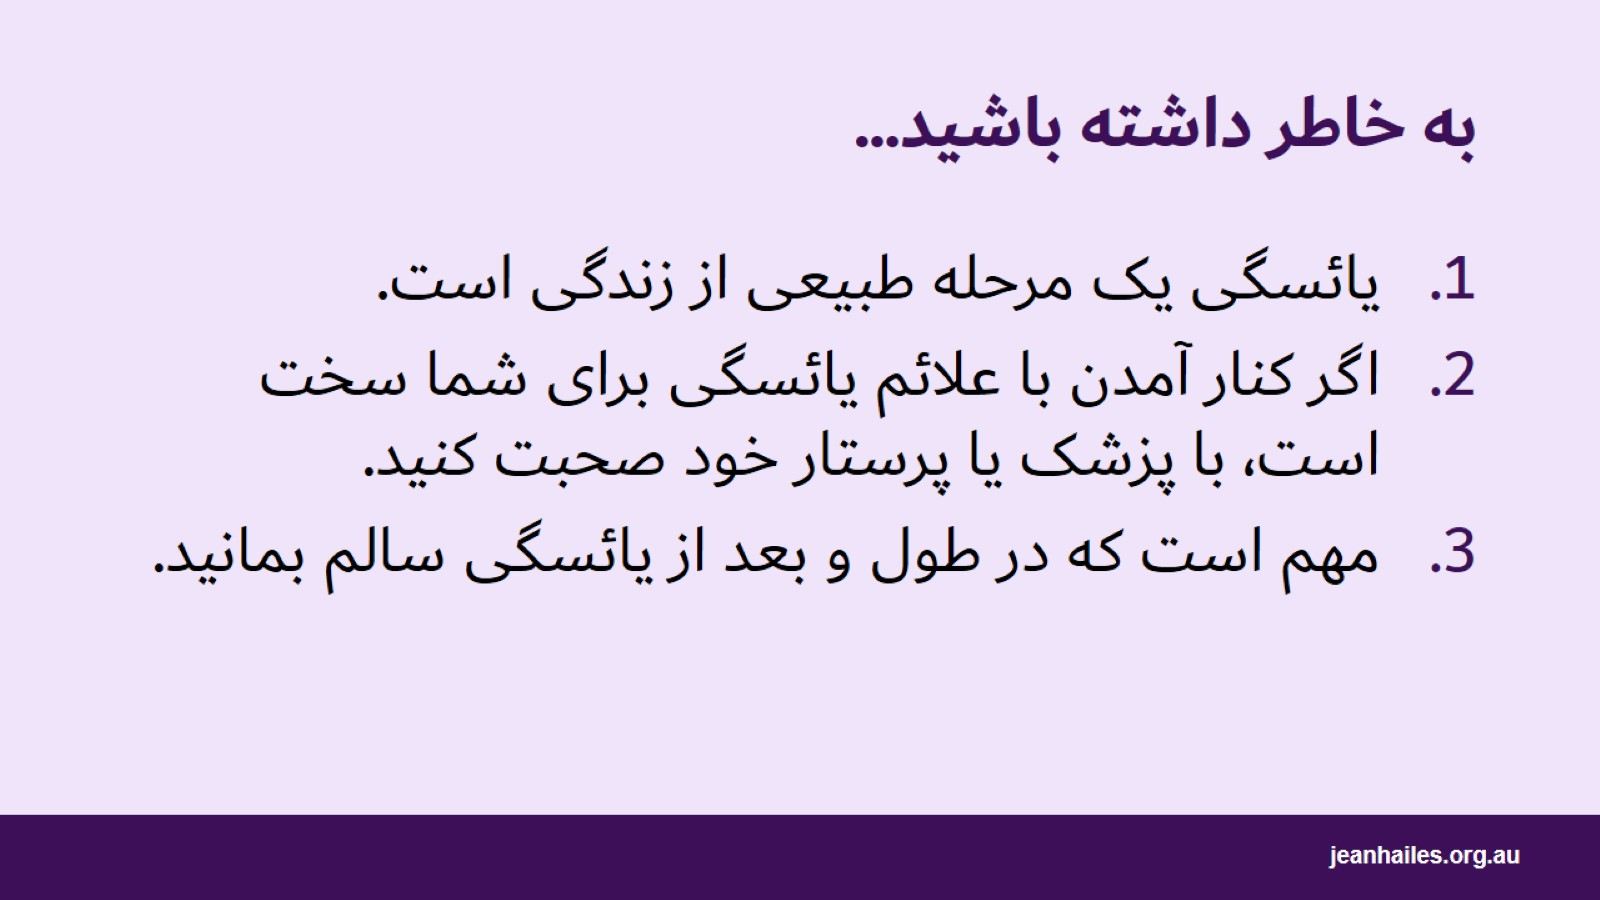 به خاطر داشته باشید...
1. یائسگی یک مرحله طبیعی از زندگی است.
2. اگر کنار آمدن با علائم یائسگی برای شما سخت
است، با پزشک یا پرستار خود صحبت کنید.
3. مهم است که در طول و بعد از یائسگی سالم بمانید.
jeanhailes.org.au